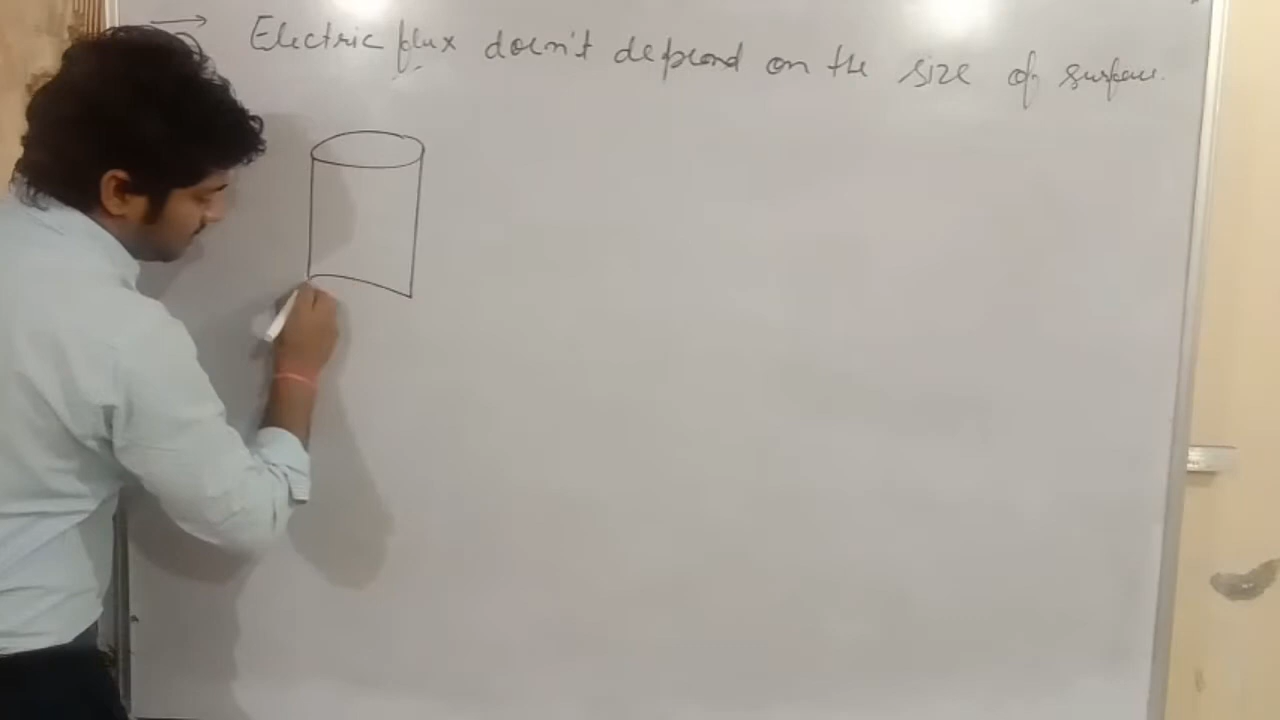 → Electric flux doesn't depend on the size of surface.